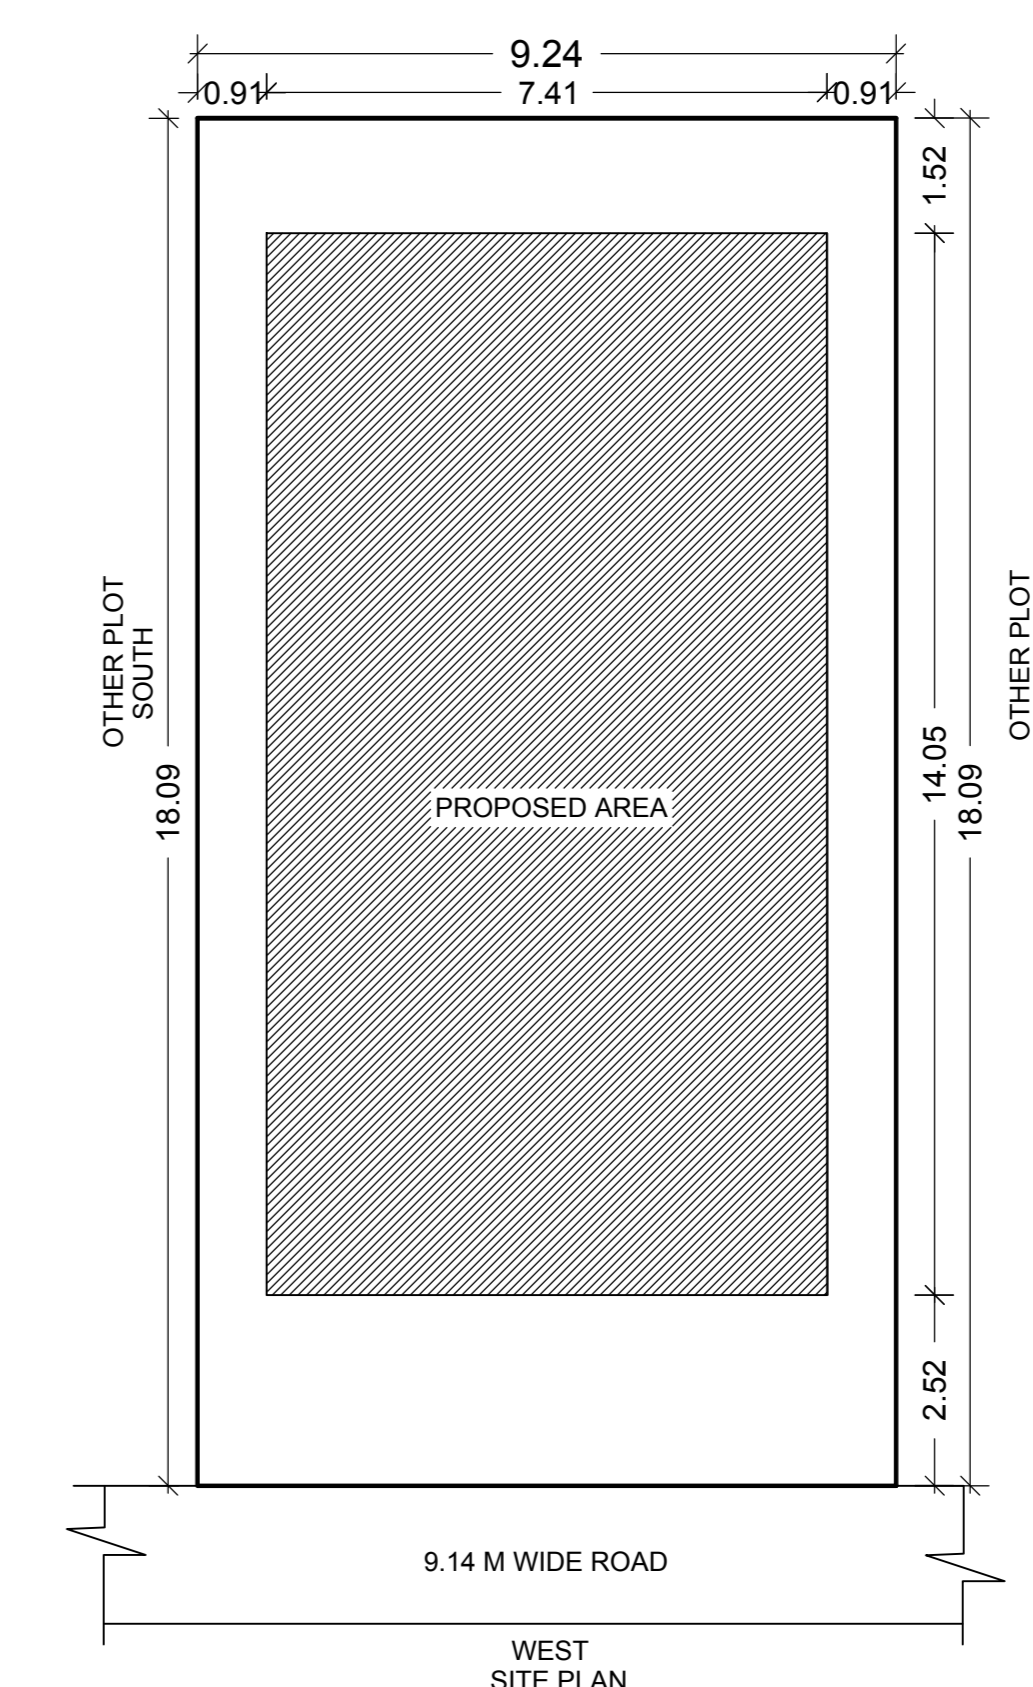 9.24
0.91 7.41 0.91
1.52
OTHER PLOT
SOUTH
OTHER PLOT
18.09
14.05
18.09
PROPOSED AREA
2.52
9.14 M WIDE ROAD
WEST
SITE PLAN